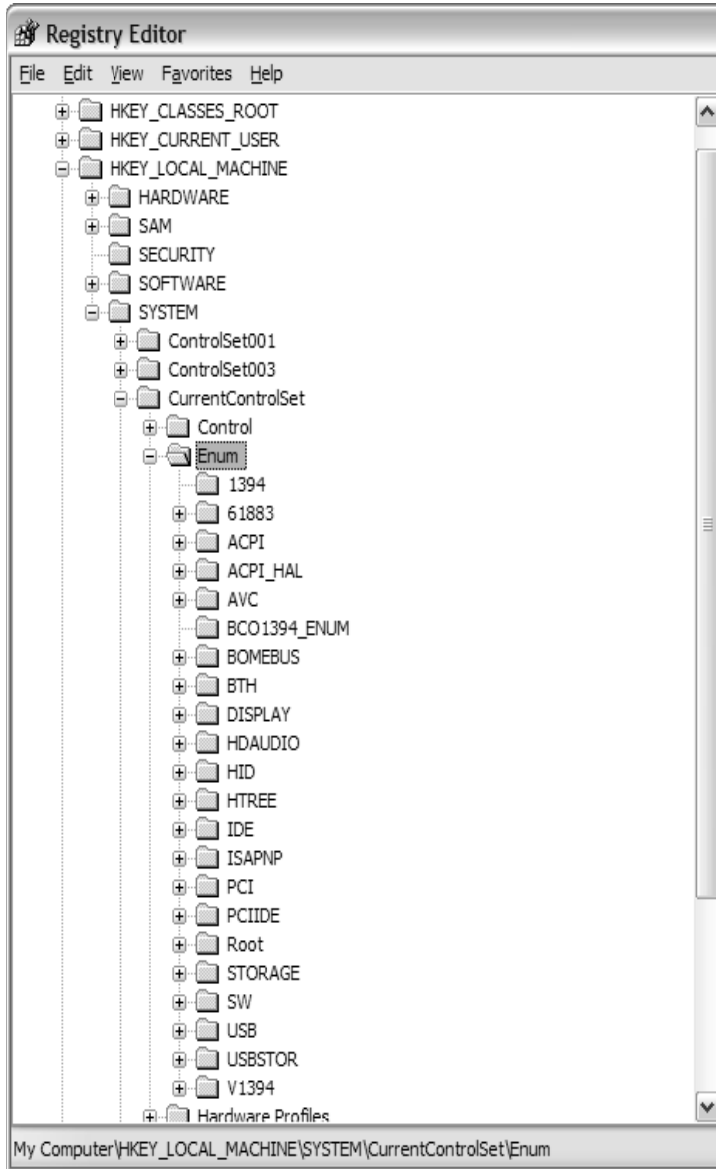 Registry Editor
File Edit View Favorites Help
HKEY_CLASSES_ROOT
HKEY_CURRENT_USER
HKEY_LOCAL_MACHINE
HARDWARE
SAM
SECURITY
SOFTWARE
SYSTEM
ControlSet001
ControlSet003
CurrentControlSet
Control
Enum
1394
61883
ACPI
ACPI_HAL
AVC
BCO1394_ENUM
BOMEBUS
BTH
DISPLAY
HDAUDIO
HID
HTREE
IDE
ISAPNP
PCI
PCIIDE
Root
STORAGE
SW
USB
USBSTOR
V1394
Hardware Profiles
My Computer\HKEY_LOCAL_MACHINE\SYSTEM\CurrentControlSet\Enum